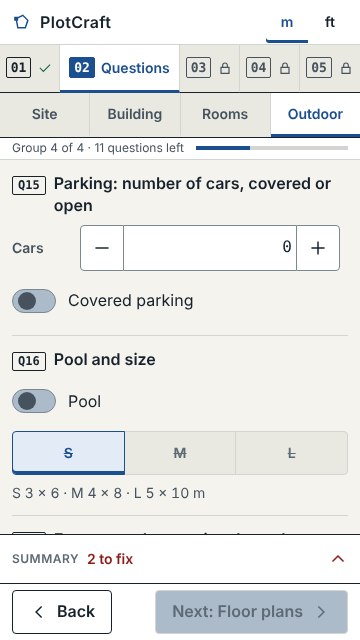 PlotCraft
m ft
01 02 Questions 03 04 05
Site Building Rooms Outdoor
Group 4 of 4 · 11 questions left
Q15 Parking: number of cars, covered or
open
Cars — 0 +
Covered parking
Q16 Pool and size
Pool
S M L
S 3 × 6 · M 4 × 8 · L 5 × 10 m
SUMMARY 2 to fix
Back Next: Floor plans